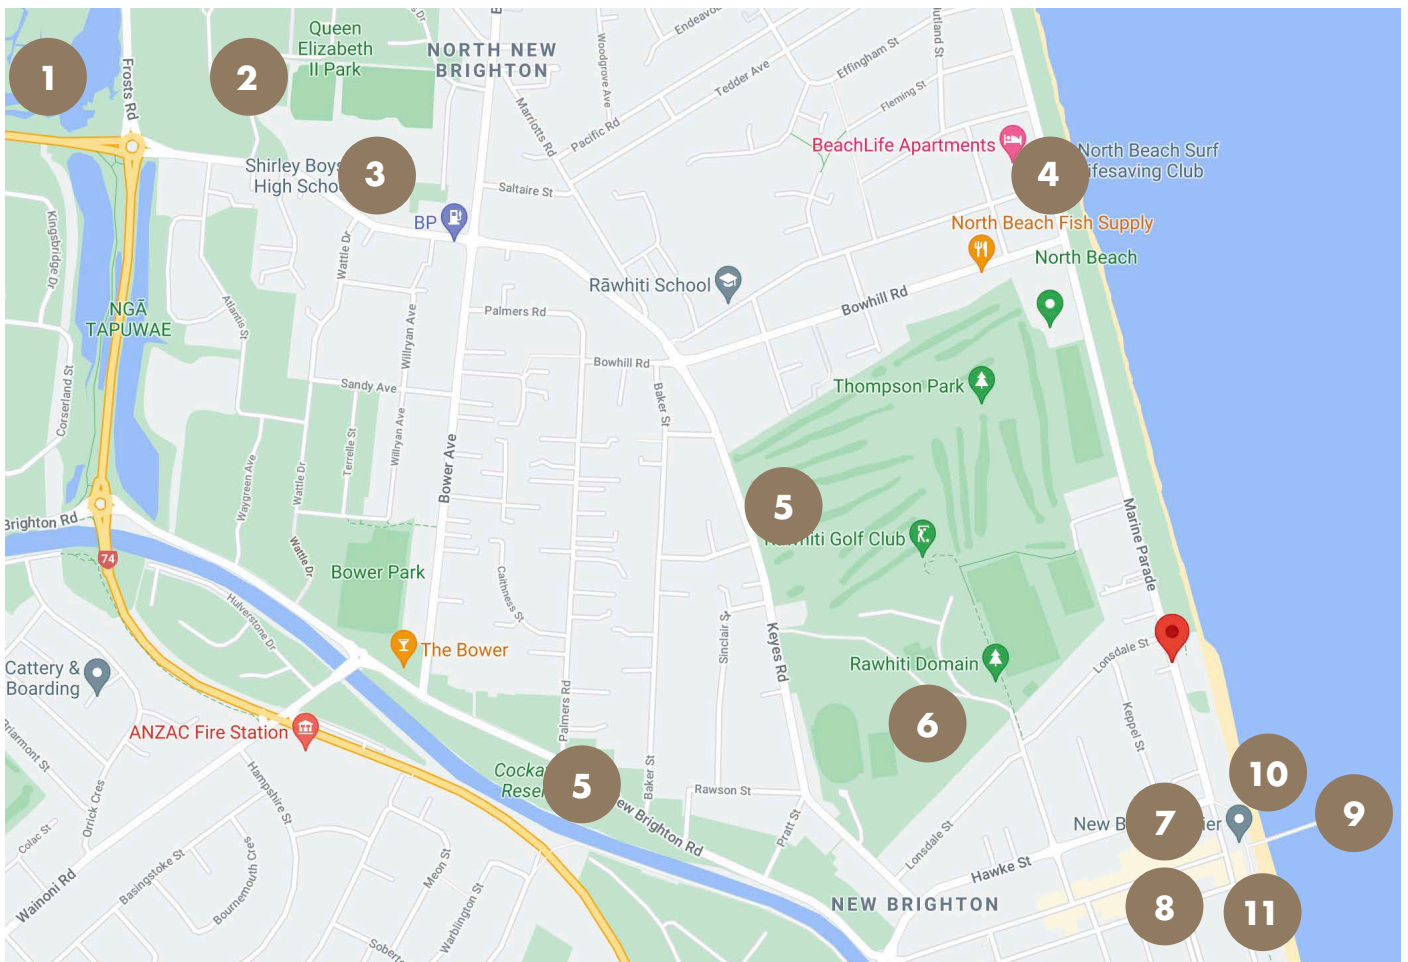 Queen
Elizabeth
II Park
NORTH NEW
BRIGHTON
Woodgrove Ave
Effingham St
Tedder Ave
Fleming St
1
2
Frosts Rd
Marriotts Rd
Pacific Rd
BeachLife Apartments
North Beach Surf
Lifesaving Club
Shirley Boys
High School
3
4
Saltaire St
BP
North Beach Fish Supply
North Beach
Kingsbridge Dr
Wattle Dr
Rāwhiti School
Bowhill Rd
NGĀ
TAPUWAE
Atlantis St
Willryan Ave
Palmers Rd
Bowhill Rd
Sandy Ave
Baker St
Thompson Park
Corserland St
Terrelle St
Willryan Ave
Bower Ave
Waygreen Ave
Wattle Dr
5
Marine Parade
Brighton Rd
Rawhiti Golf Club
74
Wattle Dr
Bower Park
Caithness St
Hulverstone Dr
Sinclair St
Keyes Rd
The Bower
Lonsdale St
Cattery &
Boarding
Rawhiti Domain
Palmers Rd
Keppel St
Briarmont St
ANZAC Fire Station
6
5
Baker St
Rawson St
New Brighton Rd
10
9
7
Orrick Cres
Hampshire St
Pratt St
Lonsdale St
Colac St
Hawke St
Wainoni Rd
Basingstoke St
Bournemouth Cres
Meon St
Warblington St
NEW BRIGHTON
8
11